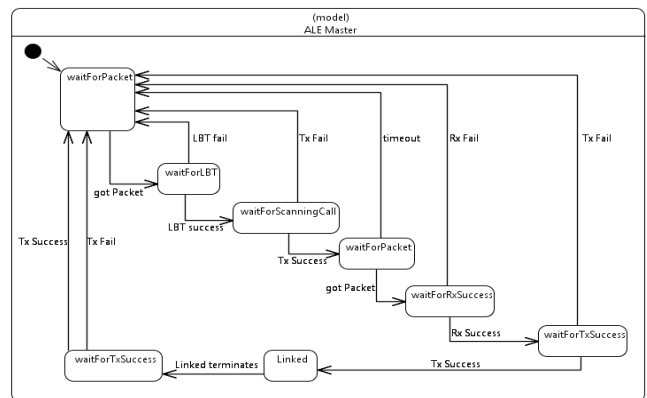 (model)
ALE Master
waitForPacket
LBT fail
Tx Fail
timeout
Rx Fail
Tx Fail
waitForLBT
got Packet
waitForScanningCall
LBT success
Tx Success
Tx Fail
waitForPacket
Tx Success
got Packet
waitForRxSuccess
Rx Success
waitForTxSuccess
waitForTxSuccess
Linked terminates
Linked
Tx Success